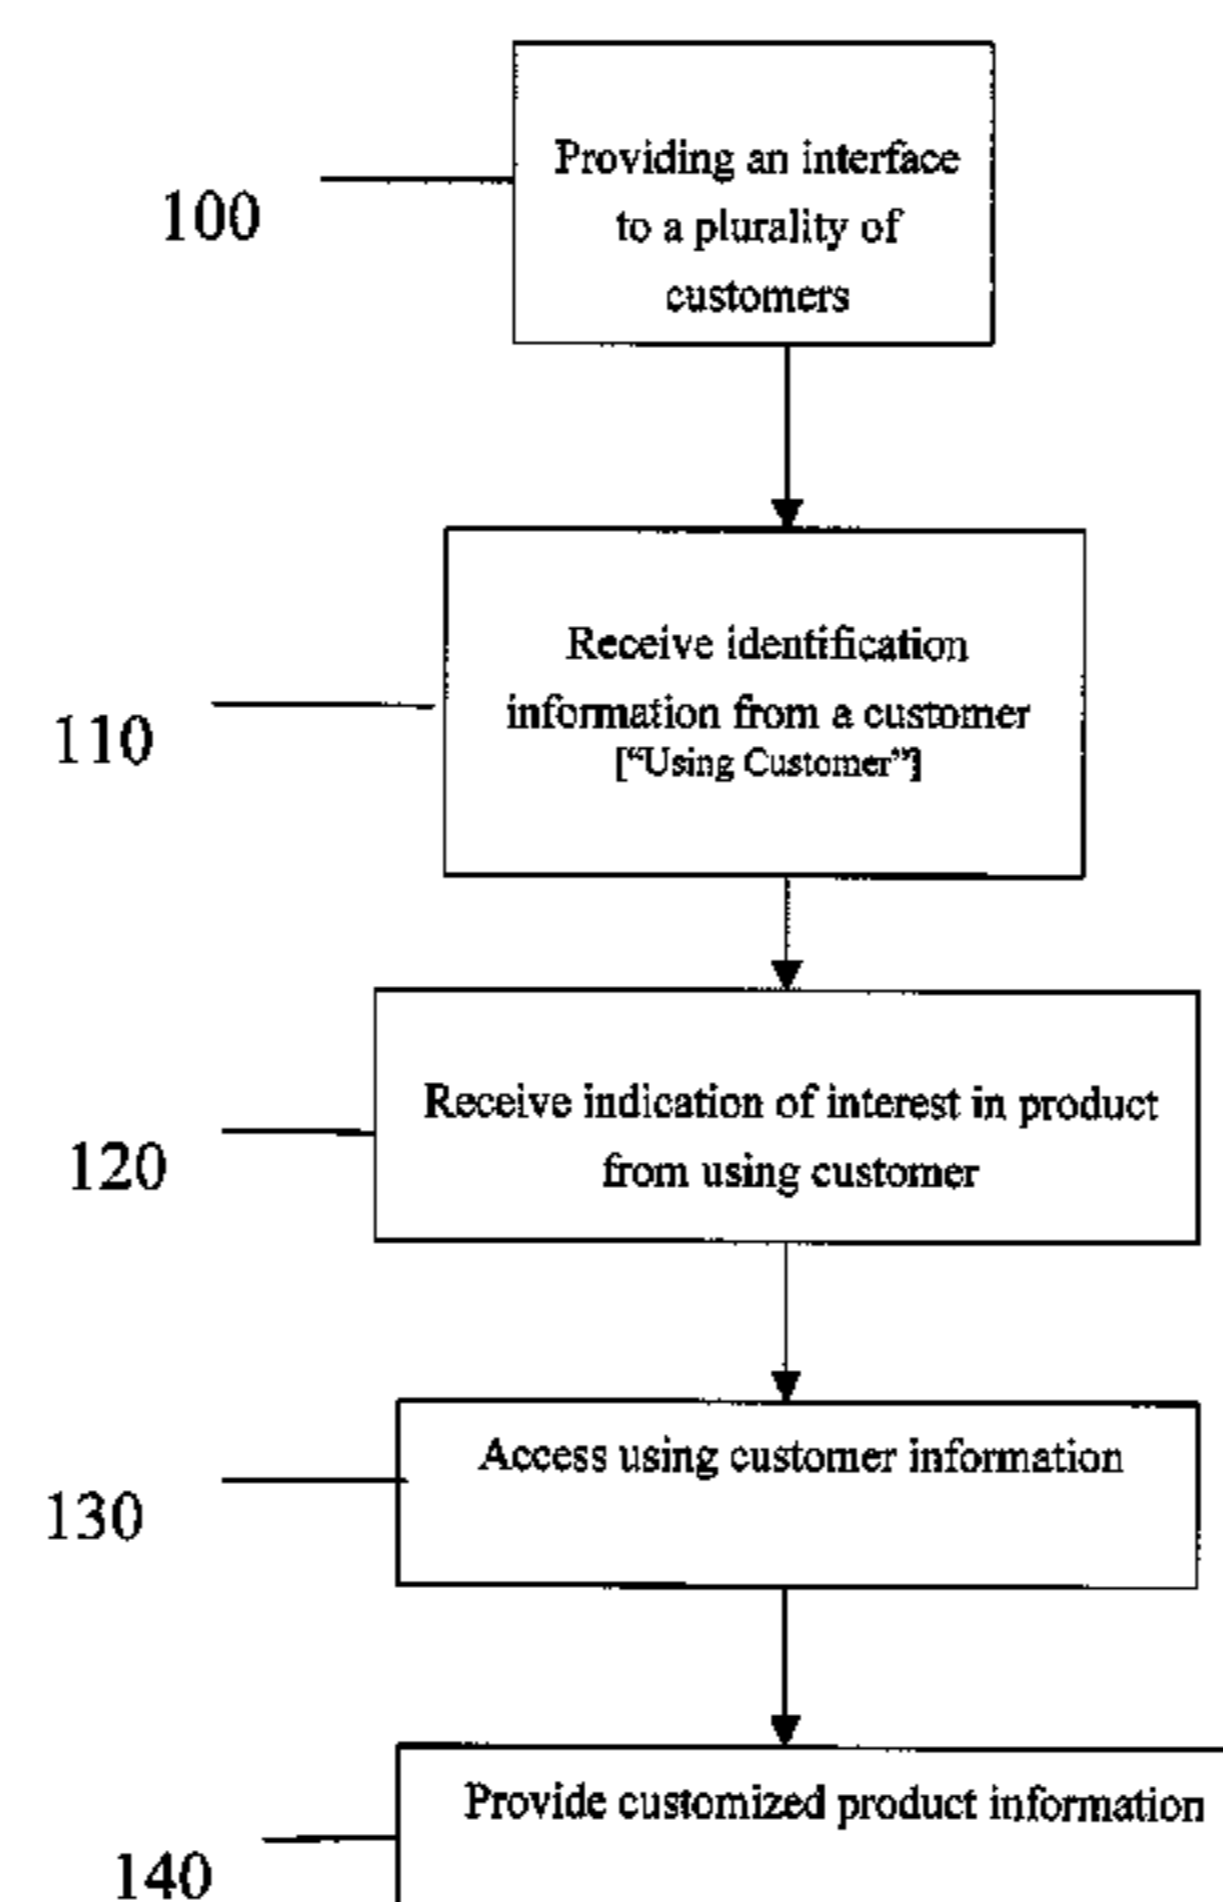 Providing an interface
to a plurality of
customers
100
Receive identification
information from a customer
["Using Customer"]
110
Receive indication of interest in product
from using customer
120
Access using customer information
130
Provide customized product information
140